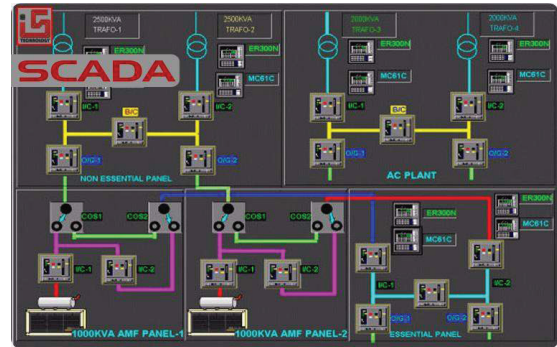 TECHNOLOGY
SCADA
2500KVA
TRAFO-1
2500KVA
TRAFO-2
2000KVA
TRAFO-3
2000KVA
TRAFO-4
ER300N
MC61C
ER300N
MC61C
ER300N
MC61C
I/C-1
B/C
I/C-2
I/C-1
B/C
I/C-2
O/G-1
O/G-2
O/G-1
O/G-2
NON ESSENTIAL PANEL
AC PLANT
COS1
COS2
COS1
COS2
ER300N
MC61C
ER300N
MC61C
I/C-1
I/C-2
I/C-1
I/C-2
I/C-1
I/C-2
O/G-1
O/G-2
1000KVA AMF PANEL-1
1000KVA AMF PANEL-2
ESSENTIAL PANEL